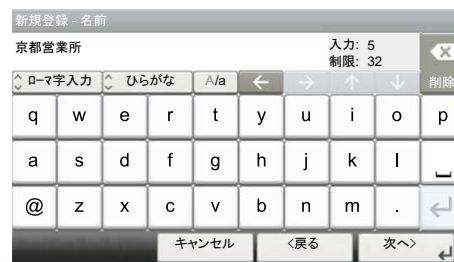 新規登録 - 名前
京都営業所
入力: 5
制限: 32
削除
ローマ字入力 ひらがな A/a ← → ↑ ↓
q w e r t y u i o p
a s d f g h j k l
@ z x c v b n m .
キャンセル <戻る 次へ>